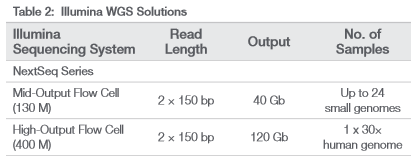 Table 2: Illumina WGS Solutions
Illumina Sequencing System Read Length Output No. of Samples
NextSeq Series
Mid-Output Flow Cell (130 M) 2 × 150 bp 40 Gb Up to 24 small genomes
High-Output Flow Cell (400 M) 2 × 150 bp 120 Gb 1 x 30× human genome